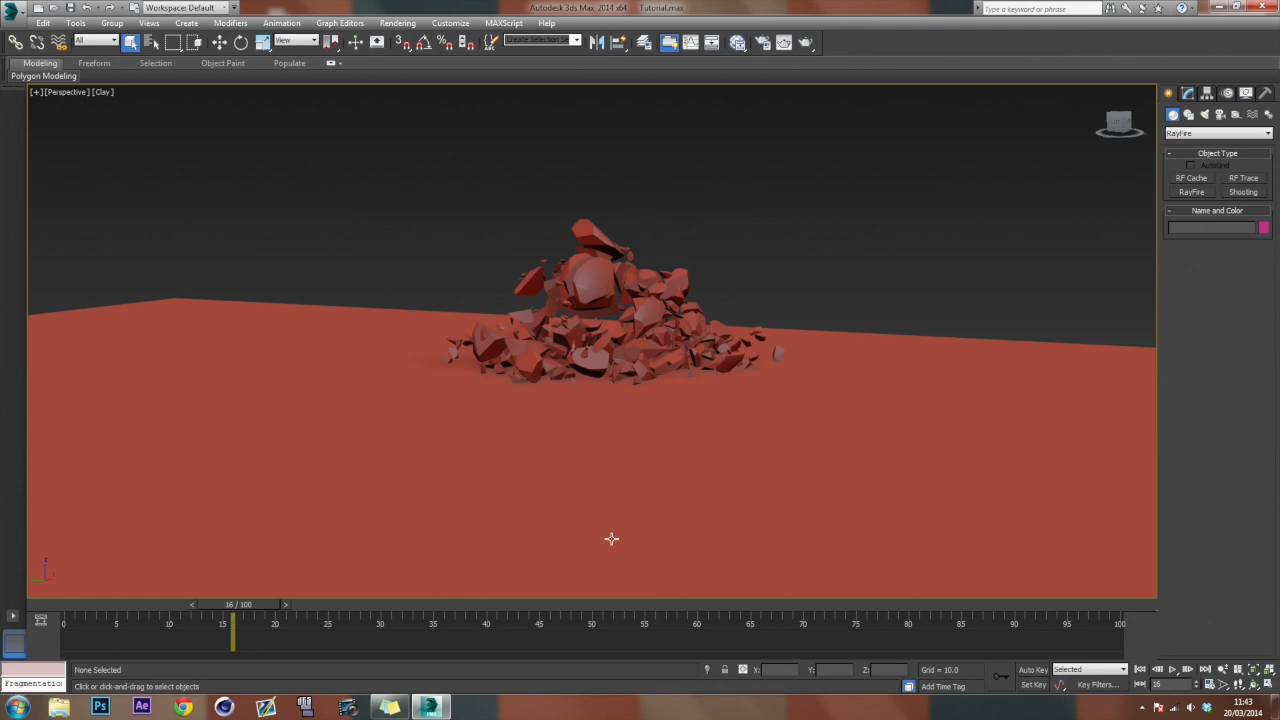 Workspace: Default
Autodesk 3ds Max 2014 x64 Tutorial.max
Type a keyword or phrase
Edit Tools Group Views Create Modifiers Animation Graph Editors Rendering Customize MAXScript Help
All View Create Selection Se
Modeling Freeform Selection Object Paint Populate
Polygon Modeling
[+] [Perspective] [Clay]
RayFire
- Object Type
AutoGrid
RF Cache RF Trace
RayFire Shooting
- Name and Color
z
< 16 / 100 >
0 5 10 15 20 25 30 35 40 45 50 55 60 65 70 75 80 85 90 95 100
None Selected X: Y: Z: Grid = 10.0 Auto Key Selected
Fragmentatio Click or click-and-drag to select objects Add Time Tag Set Key Key Filters... 16
11:43
20/03/2014